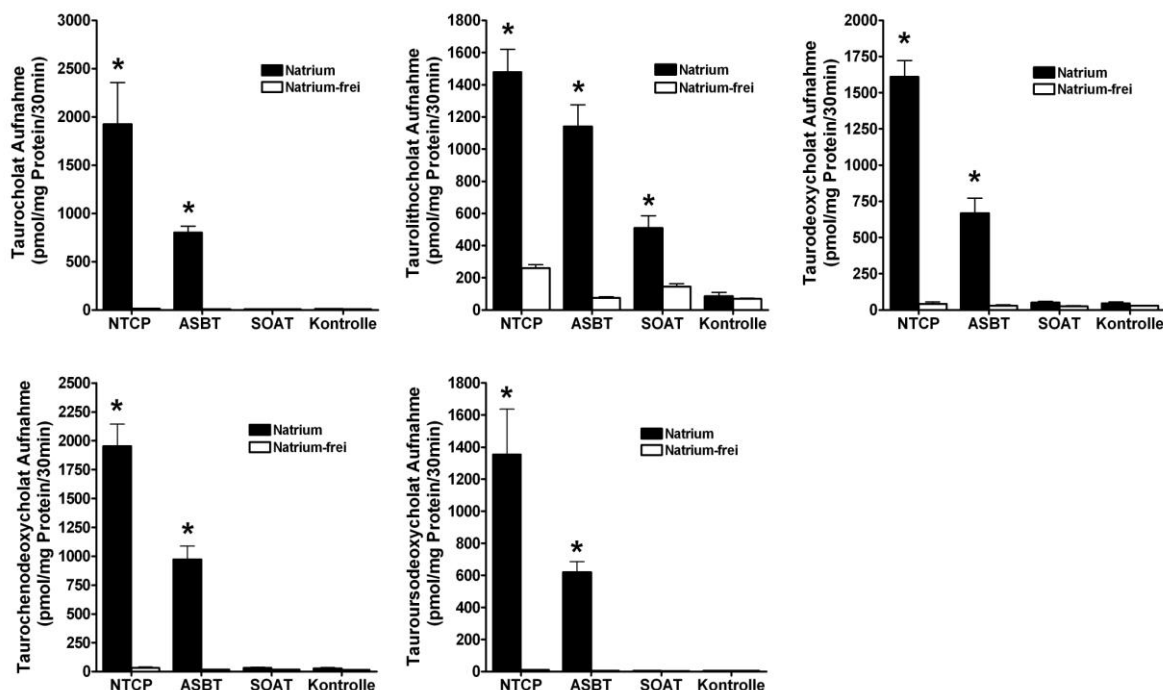 Taurocholat Aufnahme
(pmol/mg Protein/30min)
3000
2500
2000
1500
1000
500
0
*
*
Natrium
Natrium-frei
NTCP
ASBT
SOAT
Kontrolle
Taurolithocholat Aufnahme
(pmol/mg Protein/30min)
1800
1600
1400
1200
1000
800
600
400
200
0
*
*
*
Natrium
Natrium-frei
NTCP
ASBT
SOAT
Kontrolle
Taurodeoxycholat Aufnahme
(pmol/mg Protein/30min)
2000
1750
1500
1250
1000
750
500
250
0
*
*
Natrium
Natrium-frei
NTCP
ASBT
SOAT
Kontrolle
Taurochenodeoxycholat Aufnahme
(pmol/mg Protein/30min)
2500
2250
2000
1750
1500
1250
1000
750
500
250
0
*
*
Natrium
Natrium-frei
NTCP
ASBT
SOAT
Kontrolle
Tauroursodeoxycholat Aufnahme
(pmol/mg Protein/30min)
1800
1600
1400
1200
1000
800
600
400
200
0
*
*
Natrium
Natrium-frei
NTCP
ASBT
SOAT
Kontrolle